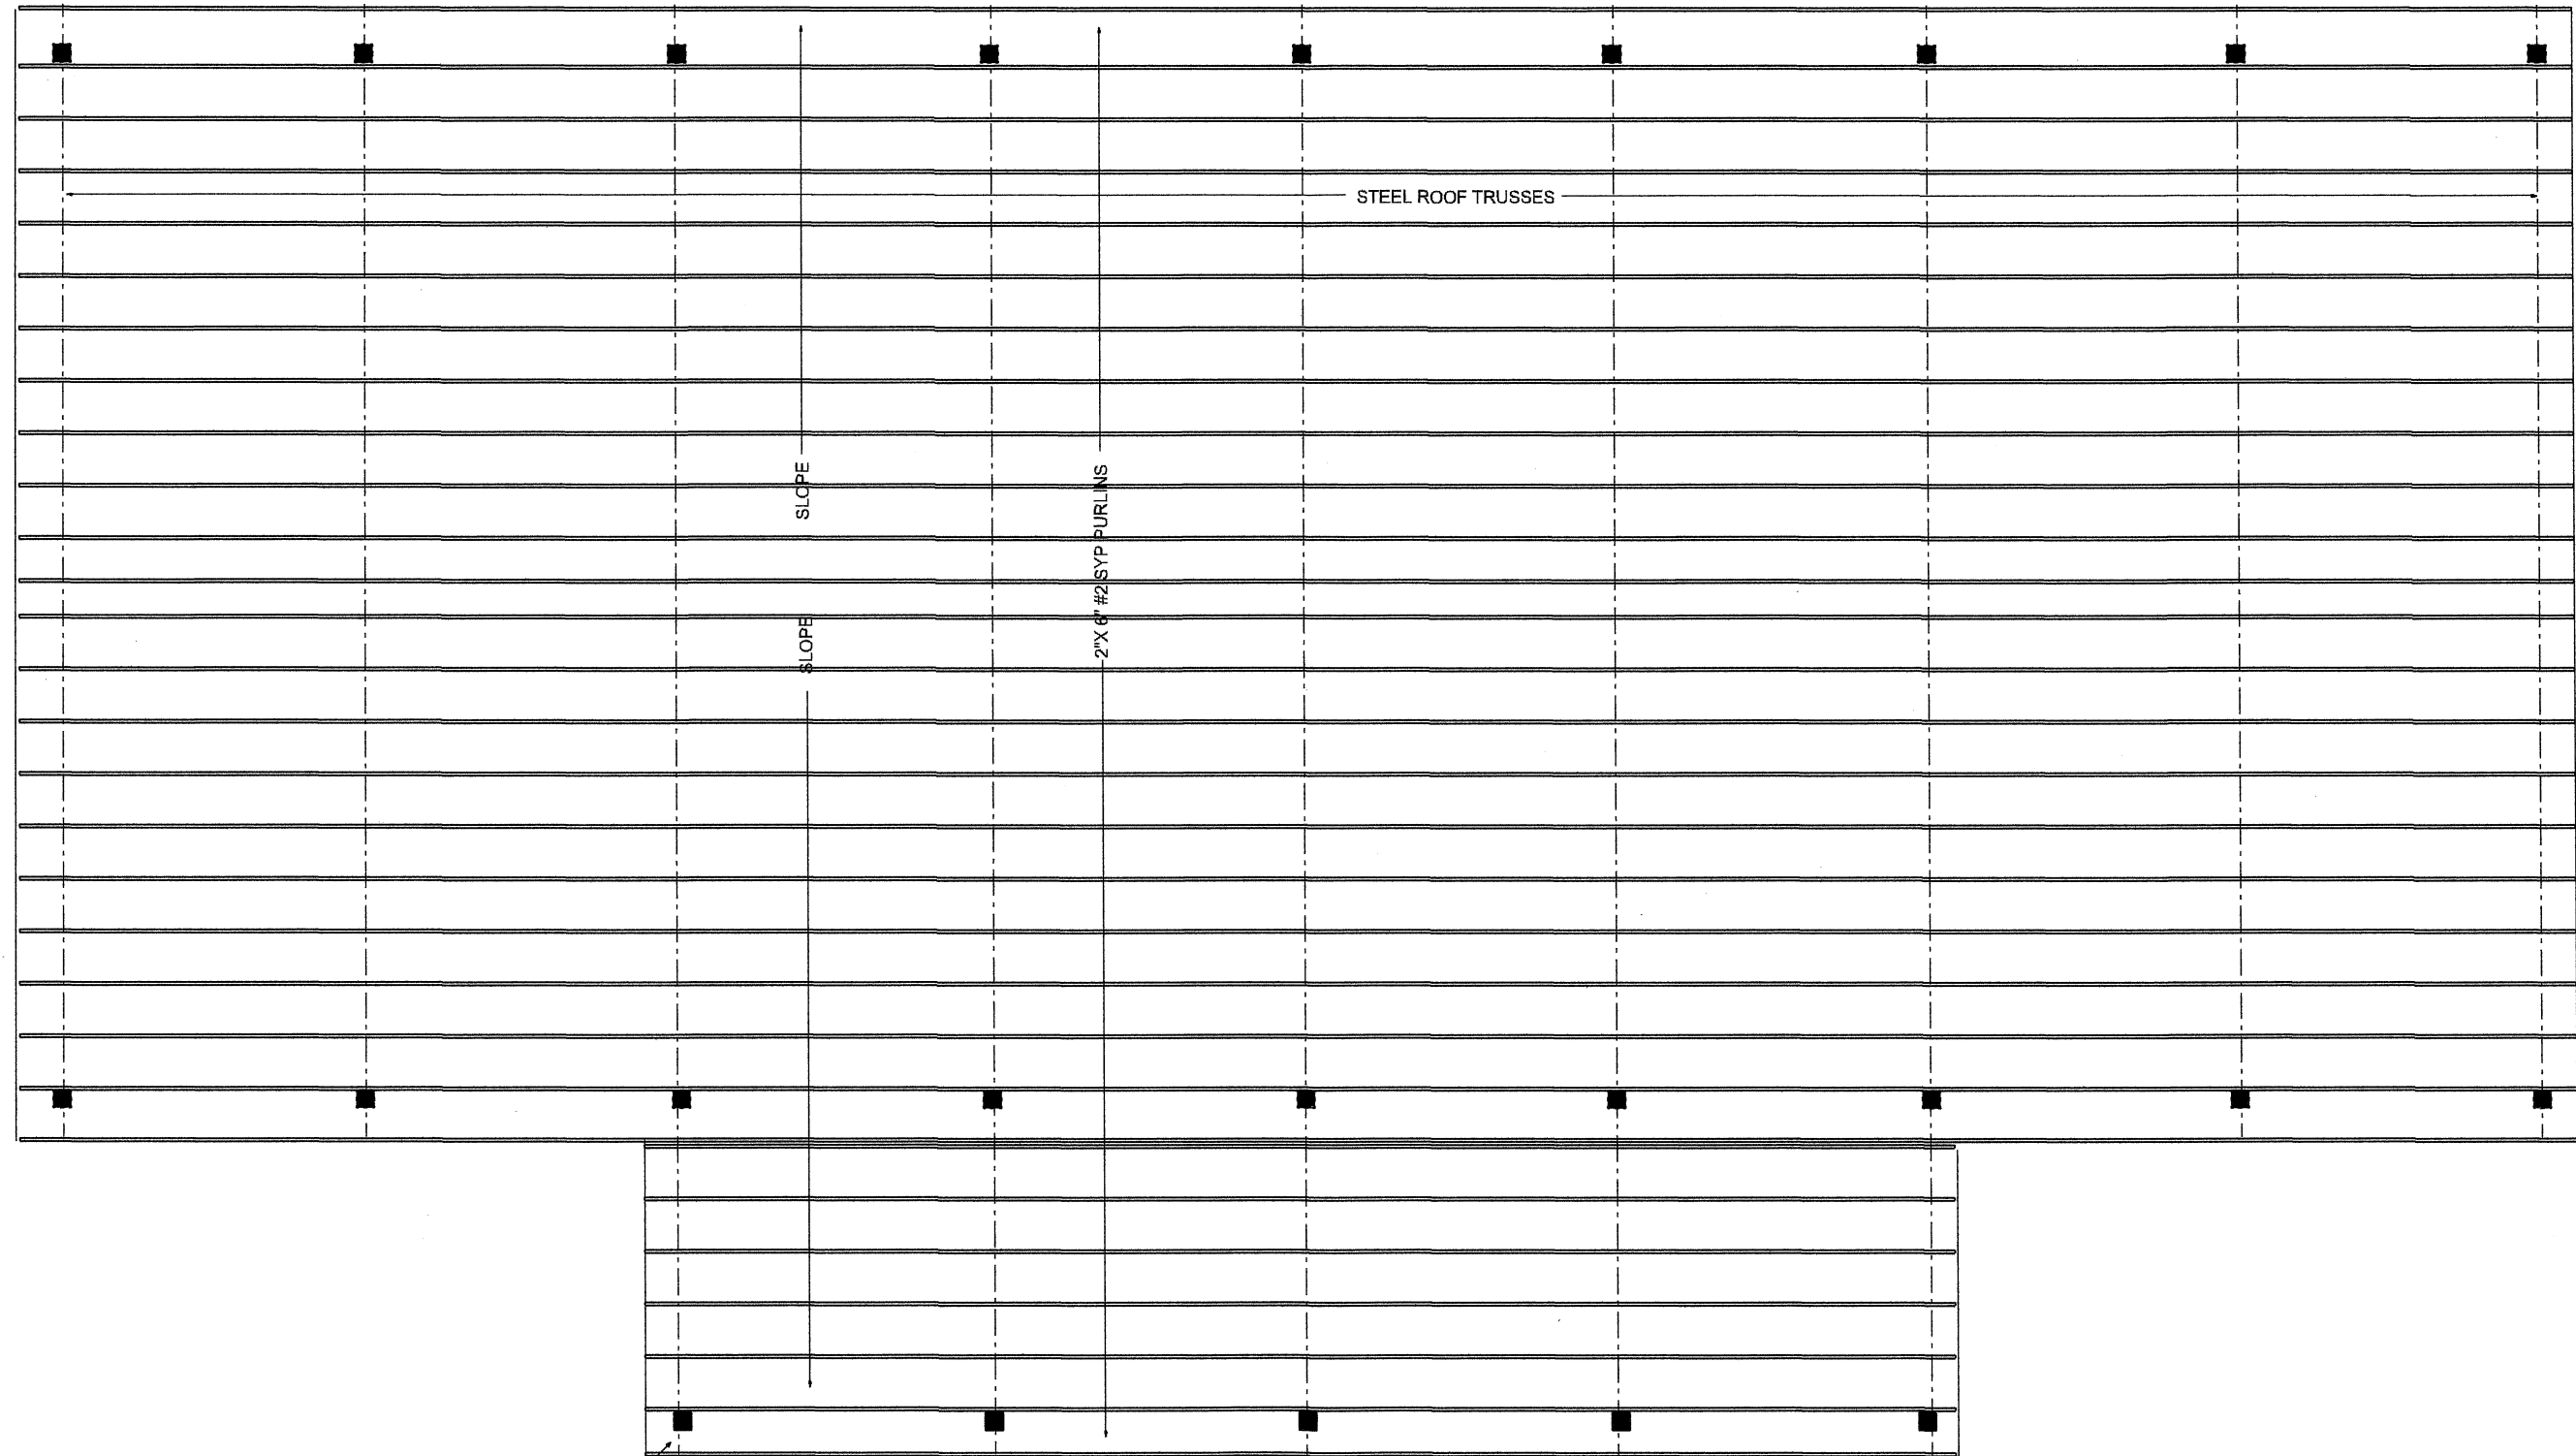 STEEL ROOF TRUSSES
SLOPE
2"X 6" #2 SYP PURLINS
SLOPE